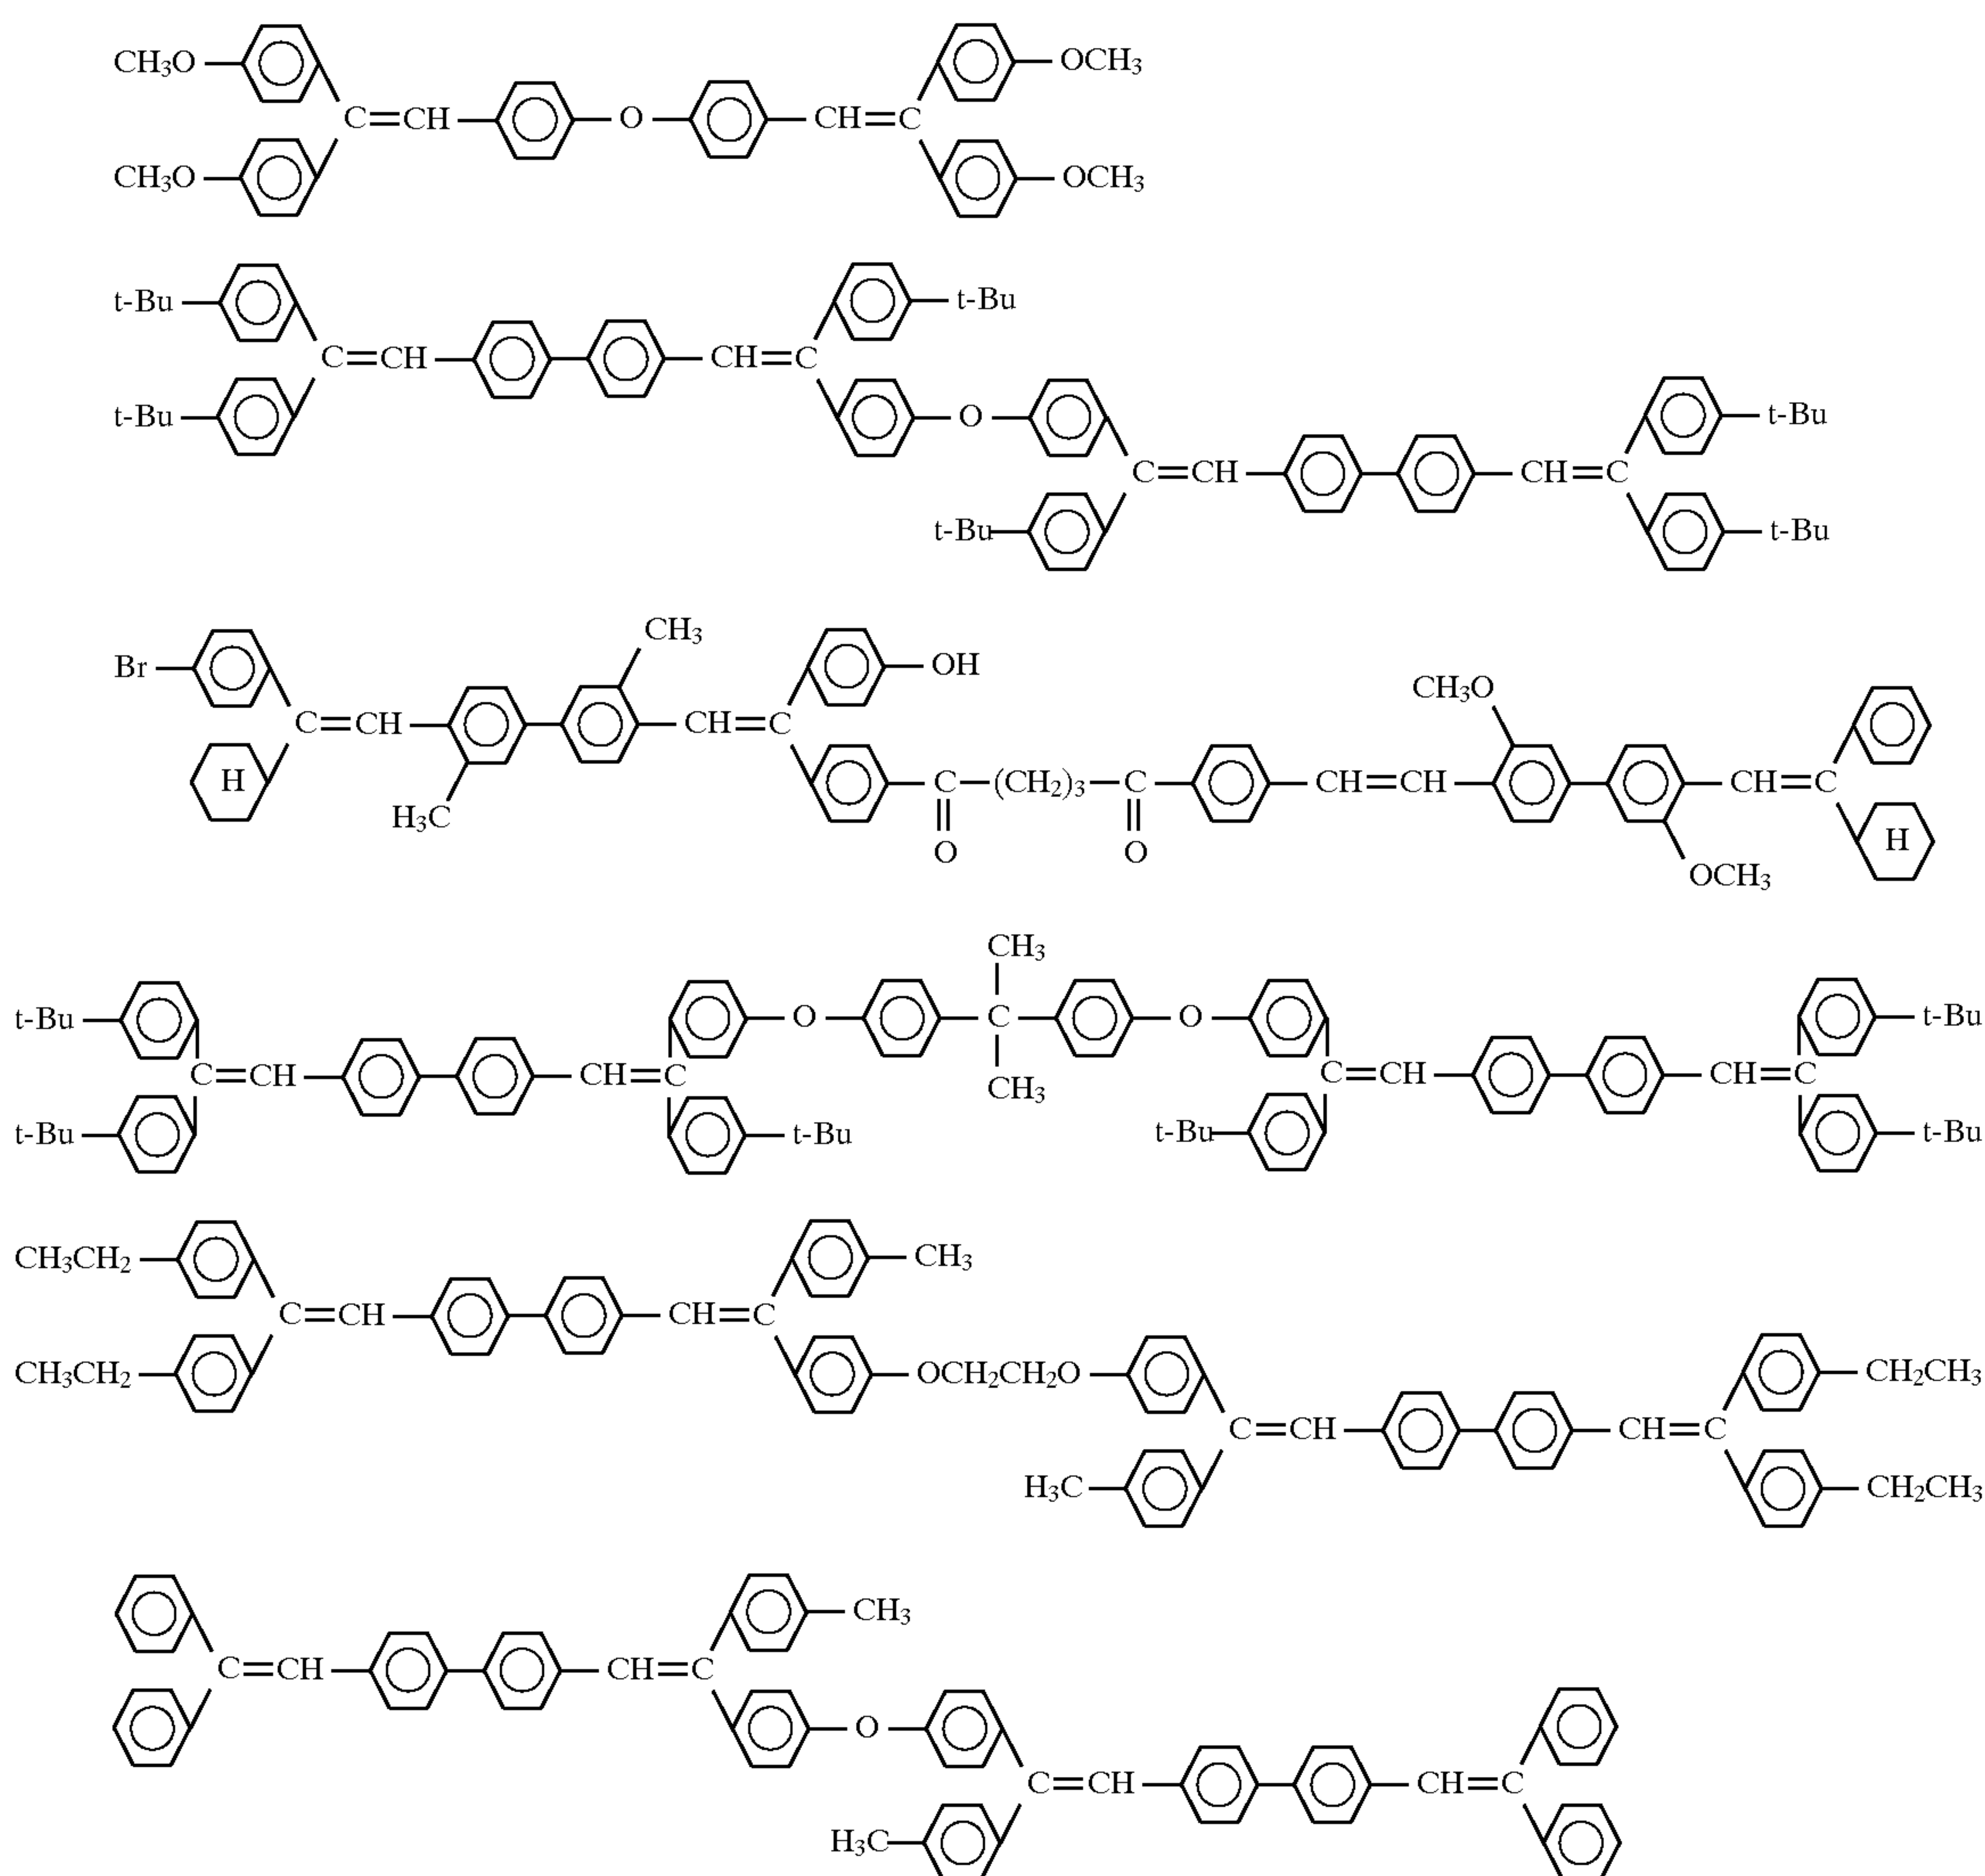 CH3O OCH3
C=CH O CH=C
CH3O OCH3
t-Bu t-Bu
C=CH CH=C
t-Bu O t-Bu
C=CH CH=C
t-Bu t-Bu
CH3
Br OH
CH3O
C=CH CH=C
H C-(CH2)3-C CH=CH CH=C
H3C
O O H
OCH3
CH3
t-Bu O C O t-Bu
C=CH CH=C CH3 C=CH CH=C
t-Bu t-Bu t-Bu t-Bu
CH3CH2 CH3
C=CH CH=C
CH3CH2 OCH2CH2O CH2CH3
C=CH CH=C
H3C CH2CH3
CH3
C=CH CH=C
O
C=CH CH=C
H3C